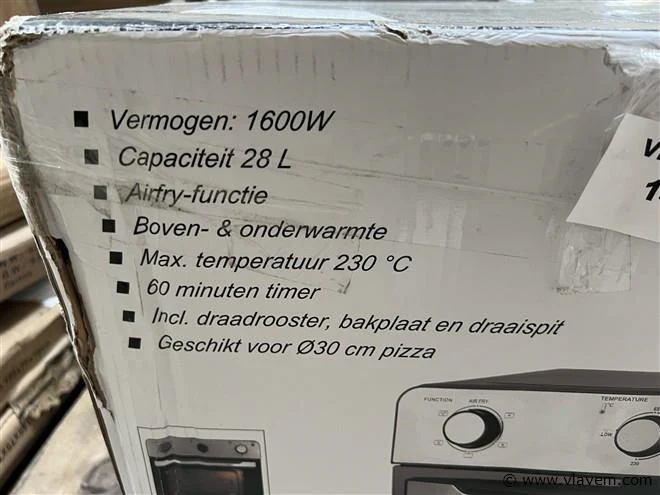 Vermogen: 1600W
Capaciteit 28 L
Airfry-functie
Boven- & onderwarmte
Max. temperatuur 230 °C
60 minuten timer
Incl. draadrooster, bakplaat en draaispit
Geschikt voor Ø30 cm pizza
FUNCTION
AIR FRY
TEMPERATURE
°C
LOW
230
© www.vlavem.com